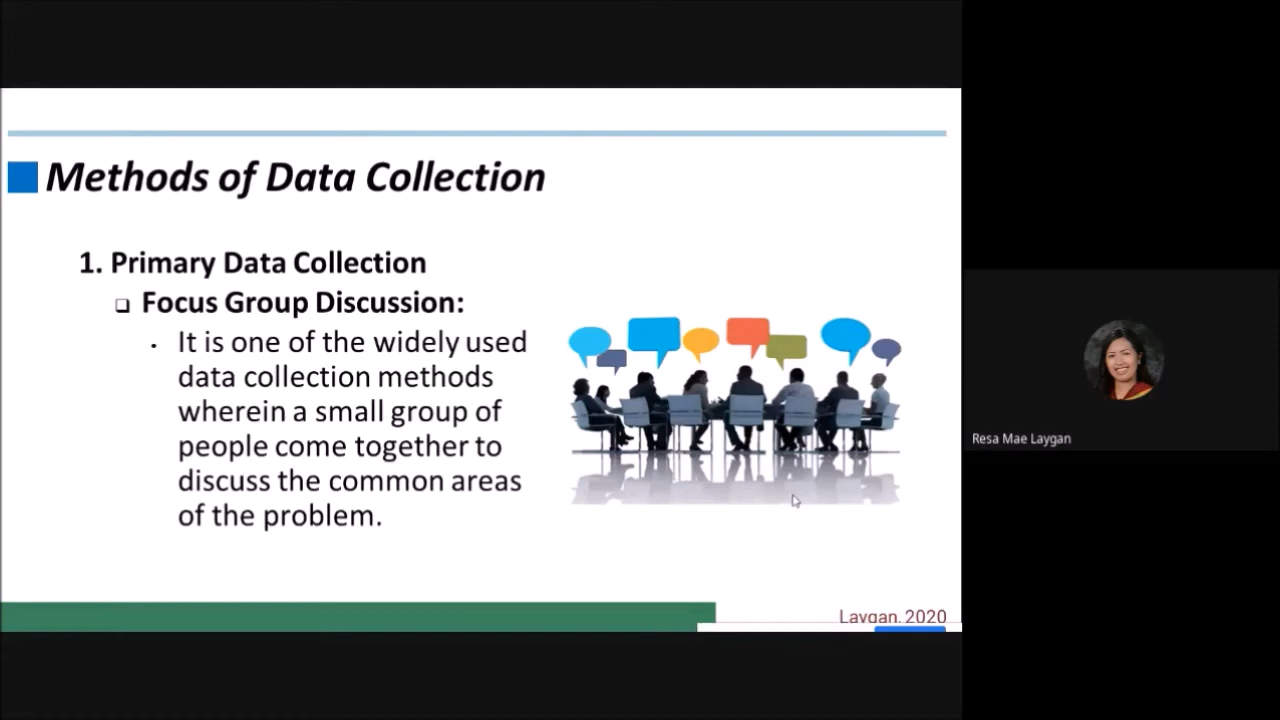 Methods of Data Collection
1. Primary Data Collection
❑ Focus Group Discussion:
• It is one of the widely used
data collection methods
wherein a small group of
people come together to
discuss the common areas
of the problem.
Laygan, 2020
Resa Mae Laygan